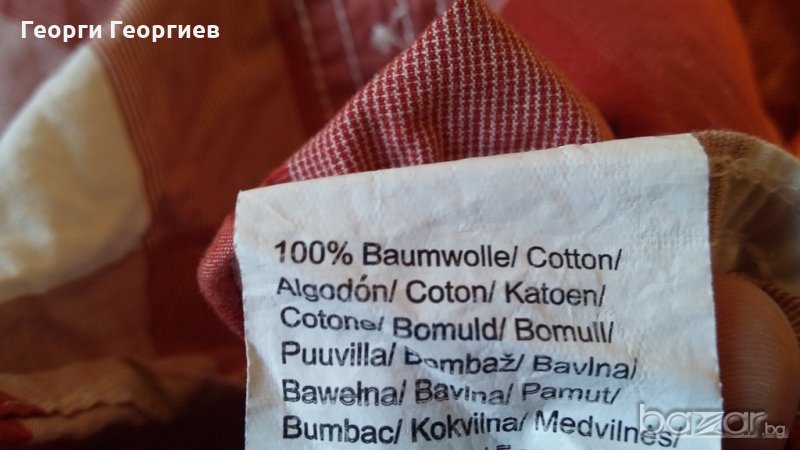 Георги Георгиев
100% Baumwolle/ Cotton/
Algodón/ Coton/ Katoen/
Cotone/ Bomuld/ Bomull/
Puuvilla/ Bombaž/ Bavlna/
Bawełna/ Bavlna/ Pamut/
Bumbac/ Kokvilna/ Medvilnės/
bazar.bg